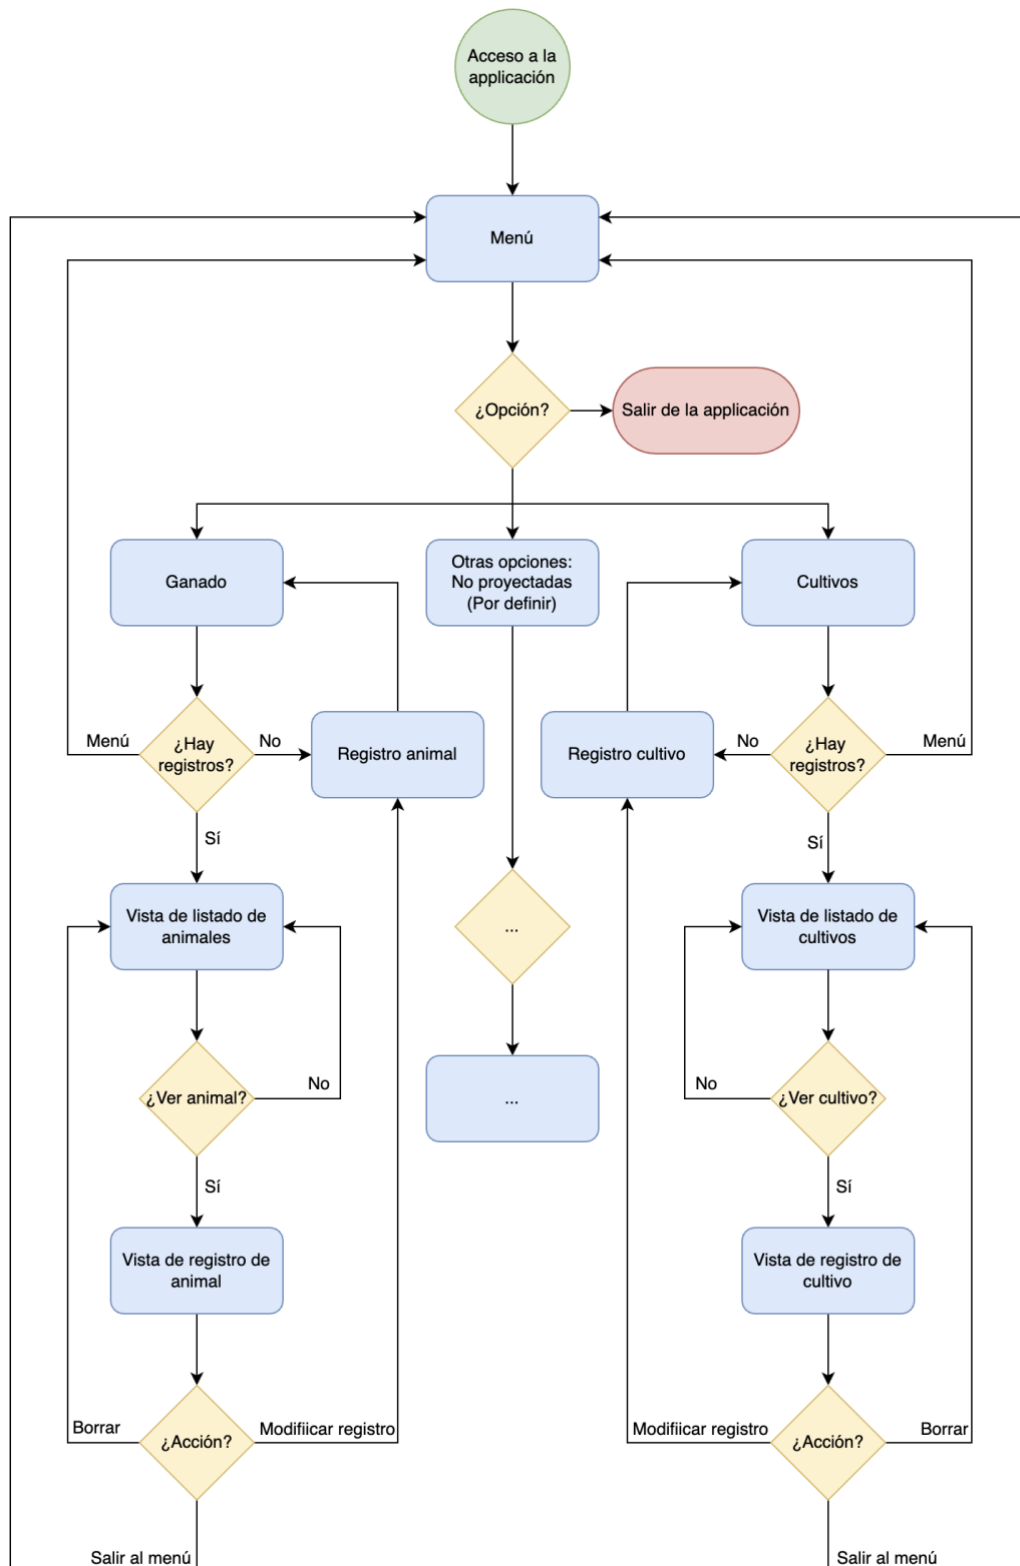 Acceso a la
applicación
Menú
¿Opción?
Salir de la applicación
Ganado
Otras opciones:
No proyectadas
(Por definir)
Cultivos
Menú
¿Hay
registros?
No
Registro animal
Registro cultivo
No
¿Hay
registros?
Menú
Sí
Sí
Vista de listado de
animales
...
Vista de listado de
cultivos
¿Ver animal?
No
...
No
¿Ver cultivo?
Sí
Sí
Vista de registro de
animal
Vista de registro de
cultivo
Borrar
¿Acción?
Modifiicar registro
Modifiicar registro
¿Acción?
Borrar
Salir al menú
Salir al menú